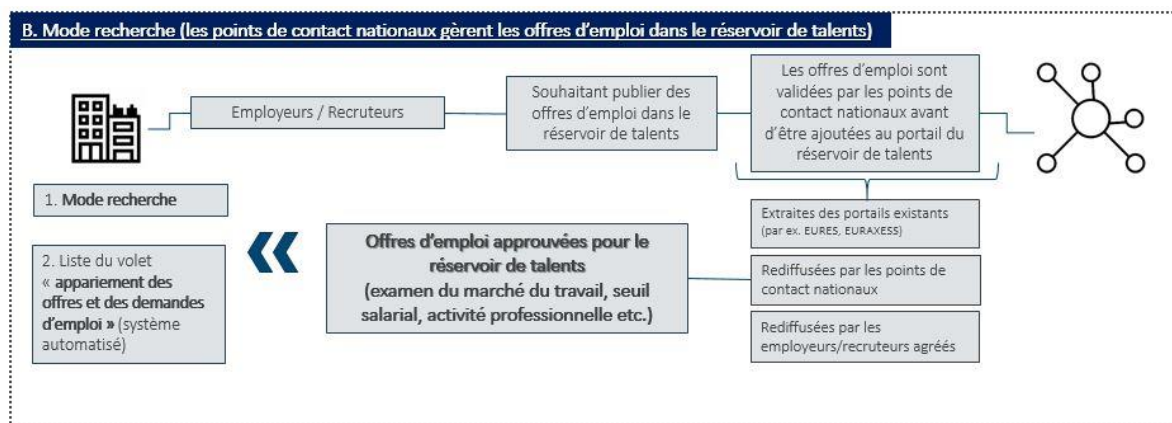 B. Mode recherche (les points de contact nationaux gèrent les offres d'emploi dans le réservoir de talents)
Employeurs / Recruteurs
Souhaitant publier des
offres d'emploi dans le
réservoir de talents
Les offres d'emploi sont
validées par les points de
contact nationaux avant
d'être ajoutées au portail du
réservoir de talents
1. Mode recherche
2. Liste du volet
« appariement des
offres et des demandes
d'emploi » (système
automatisé)
Offres d'emploi approuvées pour le
réservoir de talents
(examen du marché du travail, seuil
salarial, activité professionnelle etc.)
Extraites des portails existants
(par ex. EURES, EURAXESS)
Rediffusées par les points de
contact nationaux
Rediffusées par les
employeurs/recruteurs agréés